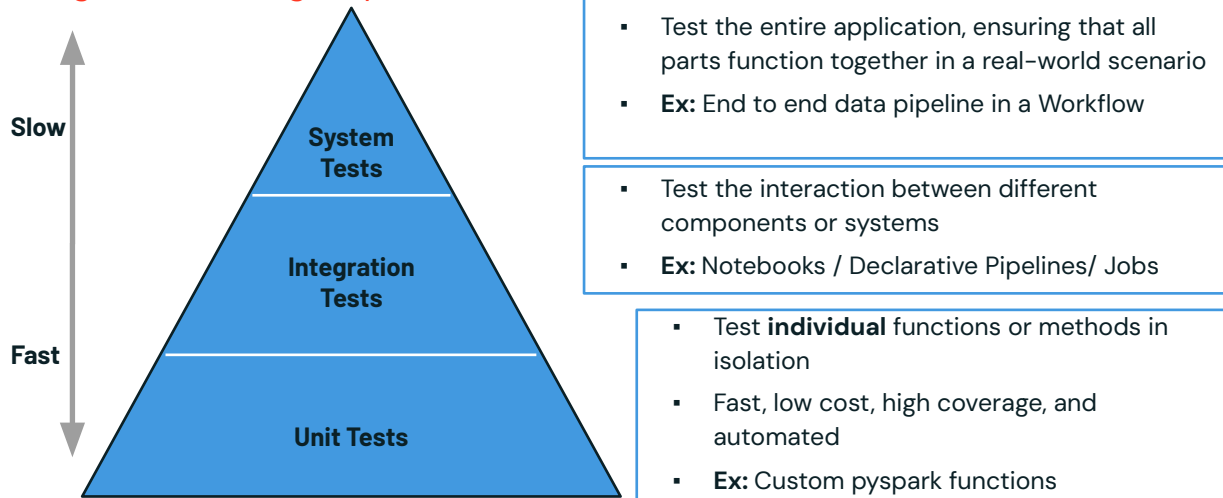 ▪ Test the entire application, ensuring that all
parts function together in a real-world scenario
▪ Ex: End to end data pipeline in a Workflow
Slow
System
Tests
▪ Test the interaction between different
components or systems
▪ Ex: Notebooks / Declarative Pipelines/ Jobs
Integration
Tests
Fast
▪ Test individual functions or methods in
isolation
▪ Fast, low cost, high coverage, and
automated
▪ Ex: Custom pyspark functions
Unit Tests